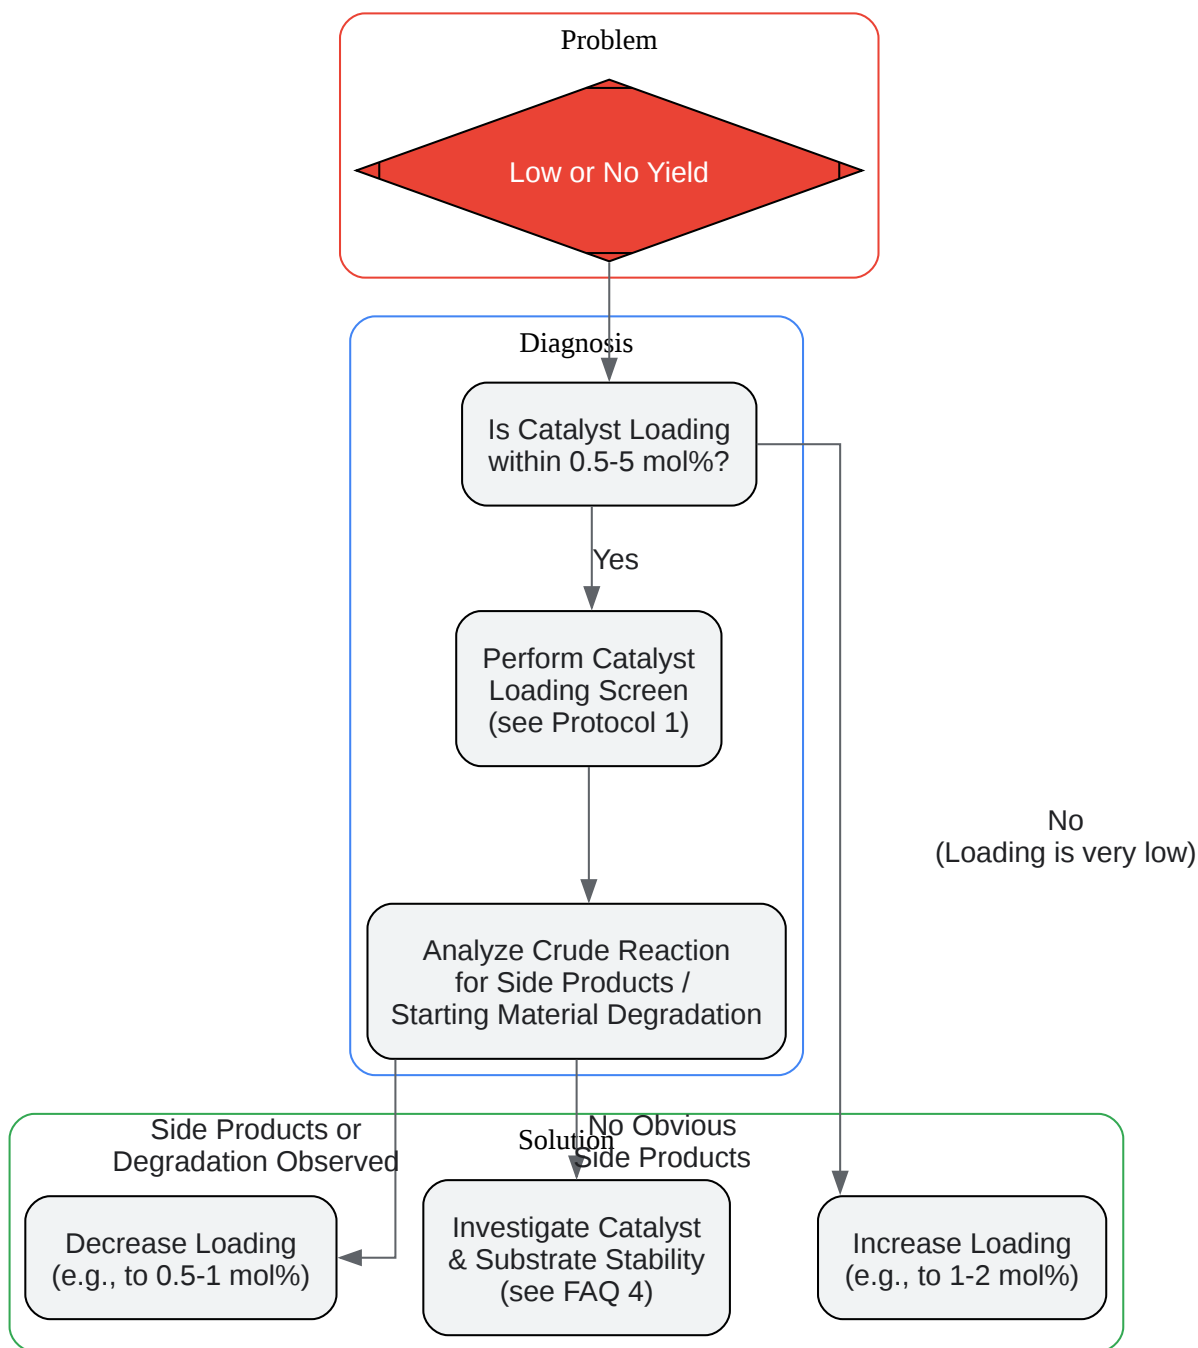 Problem
Low or No Yield
Diagnosis
Is Catalyst Loading
within 0.5-5 mol%?
Yes
Perform Catalyst
Loading Screen
(see Protocol 1)
No
(Loading is very low)
Analyze Crude Reaction
for Side Products /
Starting Material Degradation
Side Products or
Degradation Observed
Solution
No Obvious
Side Products
Decrease Loading
(e.g., to 0.5-1 mol%)
Investigate Catalyst
& Substrate Stability
(see FAQ 4)
Increase Loading
(e.g., to 1-2 mol%)